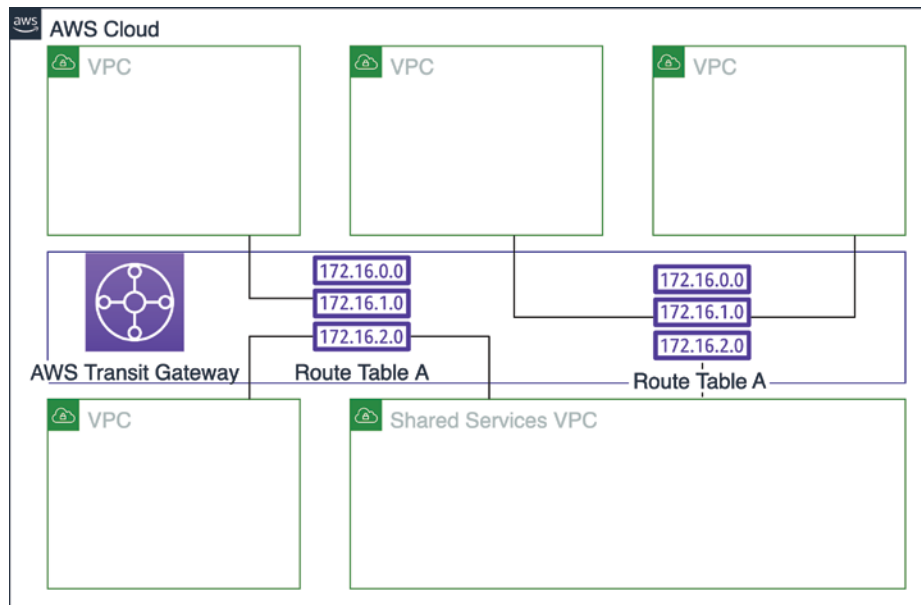 aws
AWS Cloud
VPC
VPC
VPC
172.16.0.0
172.16.1.0
172.16.2.0
172.16.0.0
172.16.1.0
172.16.2.0
AWS Transit Gateway
Route Table A
Route Table A
VPC
Shared Services VPC